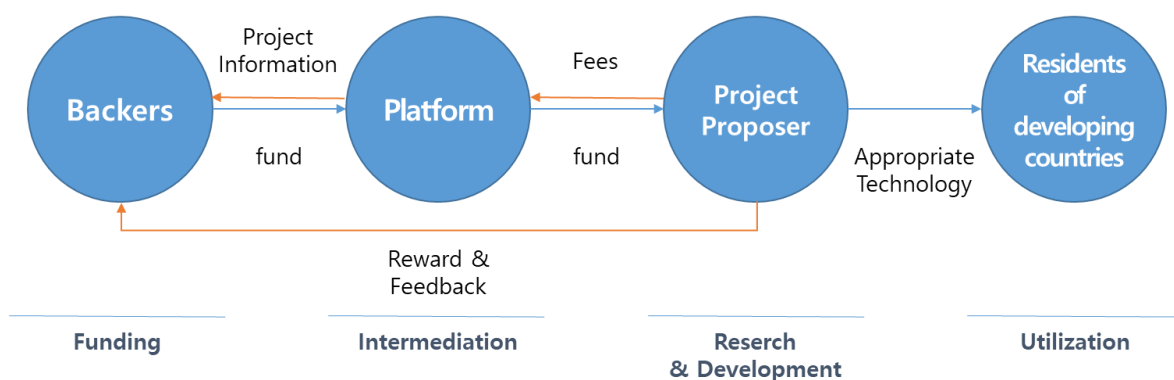 Project
Information
Fees
Backers
Platform
Project
Proposer
Residents
of
developing
countries
fund
fund
Appropriate
Technology
Reward &
Feedback
Funding
Intermediation
Reserch
& Development
Utilization